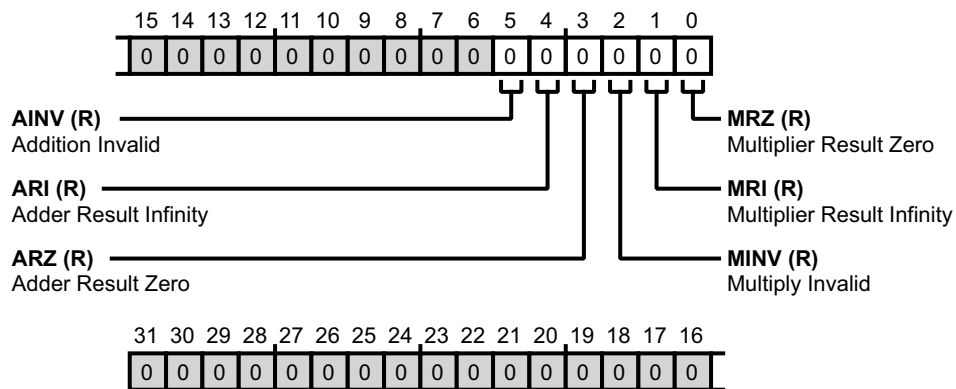 15 14 13 12 11 10 9 8 7 6 5 4 3 2 1 0
0 0 0 0 0 0 0 0 0 0 0 0 0 0 0 0
AINV (R)
Addition Invalid
ARI (R)
Adder Result Infinity
ARZ (R)
Adder Result Zero
MRZ (R)
Multiplier Result Zero
MRI (R)
Multiplier Result Infinity
MINV (R)
Multiply Invalid
31 30 29 28 27 26 25 24 23 22 21 20 19 18 17 16
0 0 0 0 0 0 0 0 0 0 0 0 0 0 0 0